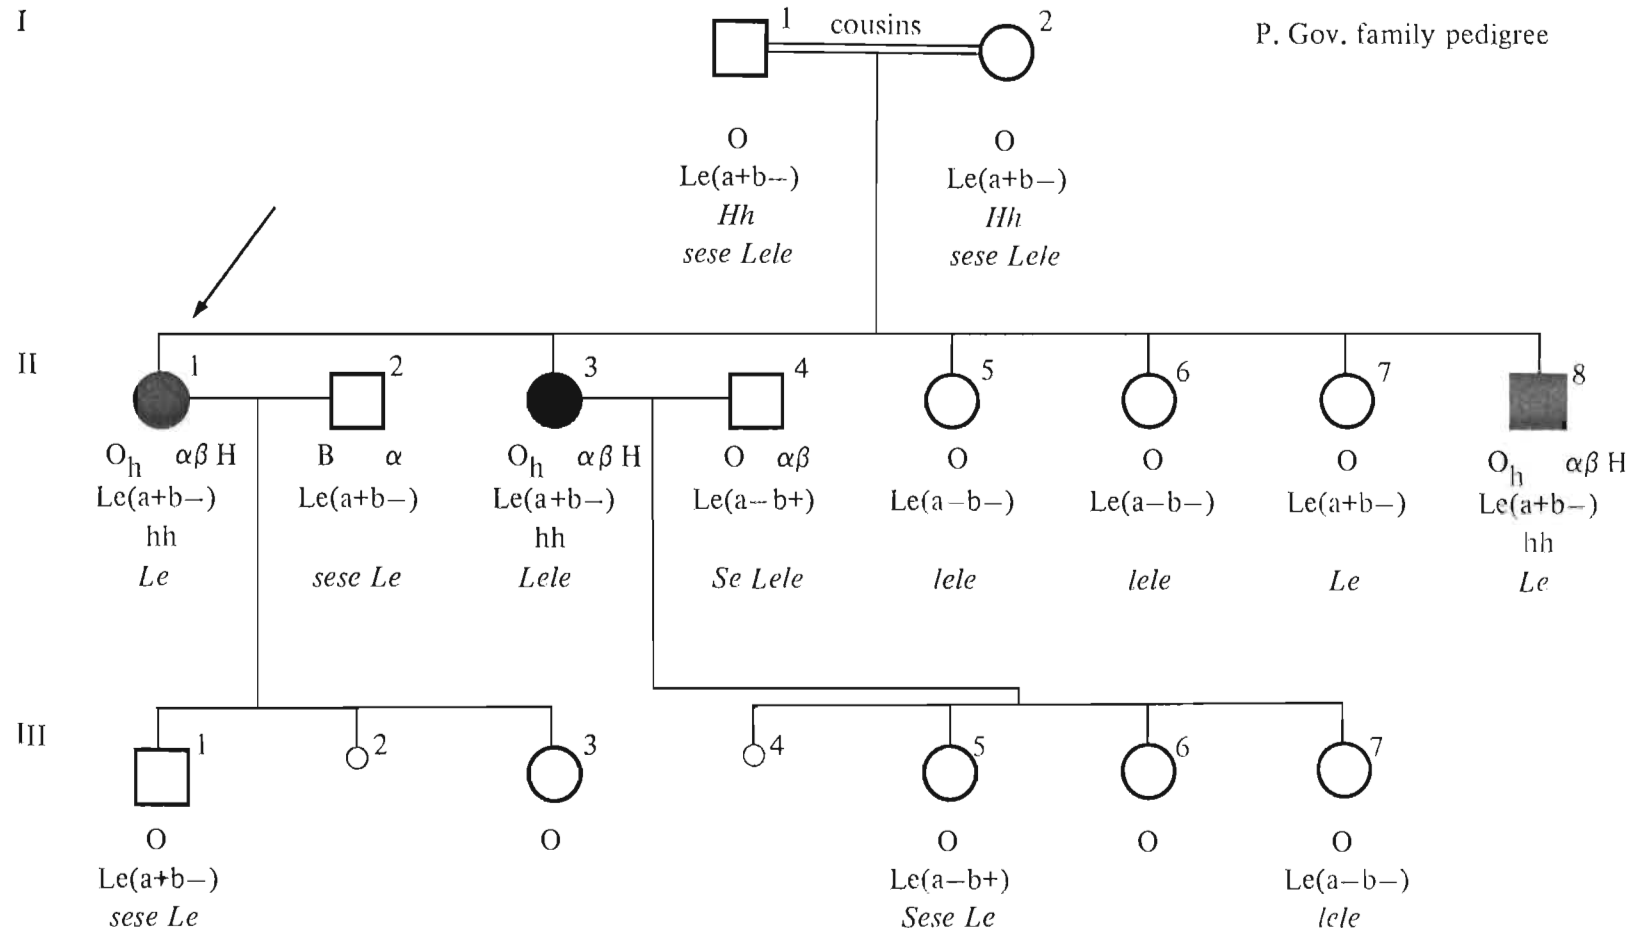 I
1 cousins 2
P. Gov. family pedigree
O O
Le(a+b–) Le(a+b–)
Hh Hh
sese Lele sese Lele
II
1 2 3 4 5 6 7 8
Oh αβ H B α Oh αβ H O αβ O O O Oh αβ H
Le(a+b–) Le(a+b–) Le(a+b–) Le(a–b+) Le(a–b–) Le(a–b–) Le(a+b–) Le(a+b–)
hh hh hh
Le sese Le Lele Se Lele lele lele Le Le
III
1 2 3 4 5 6 7
O O O O O
Le(a+b–) Le(a–b+) Le(a–b–)
sese Le Sese Le lele